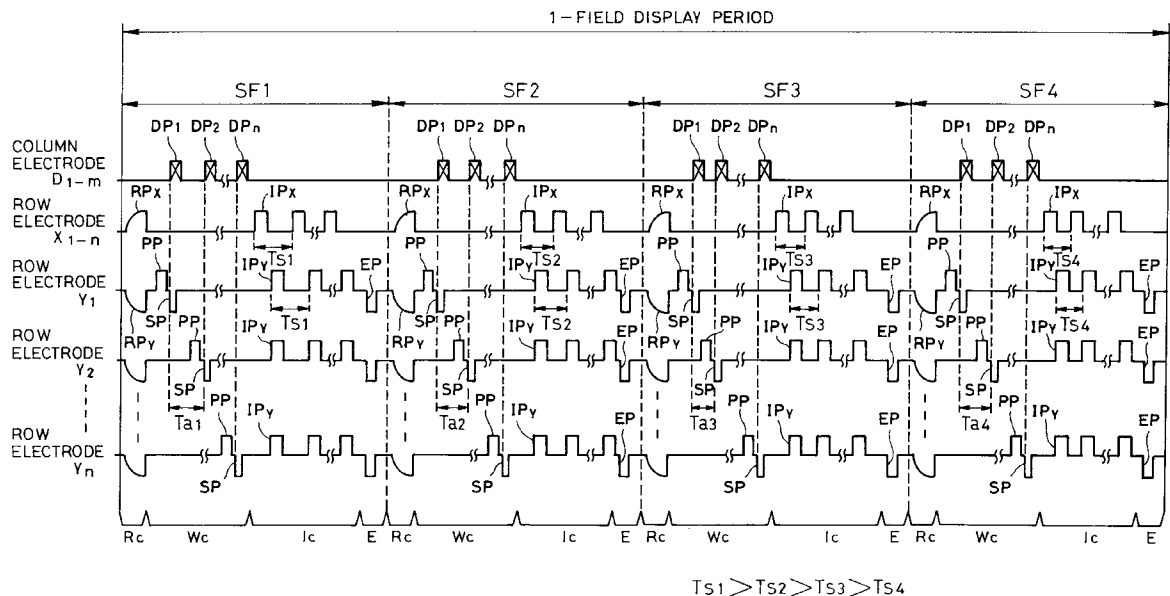 1-FIELD DISPLAY PERIOD
SF1 SF2 SF3 SF4
DP1 DP2 DPn DP1 DP2 DPn DP1 DP2 DPn DP1 DP2 DPn
COLUMN
ELECTRODE
D1-m
RPX IPX RPX IPX RPX IPX RPX IPX
ROW
ELECTRODE
X1-n
TS1 TS2 TS3 TS4
PP IPY EP PP IPY EP PP IPY EP PP IPY EP
ROW
ELECTRODE
Y1
SP TS1 SP TS2 SP TS3 SP TS4
RPY PP IPY RPY PP IPY EP RPY PP IPY RPY PP IPY
ROW
ELECTRODE
Y2
SP SP SP SP
Ta1 Ta2 Ta3 Ta4
PP IPY PP IPY EP PP IPY EP PP IPY EP
ROW
ELECTRODE
Yn
SP SP SP SP
Rc Wc Ic E Rc Wc Ic E Rc Wc Ic E Rc Wc Ic E
TS1>TS2>TS3>TS4